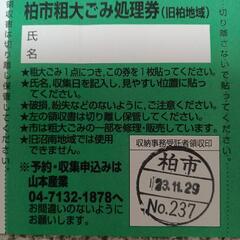 柏市粗大ごみ処理券(旧柏地域)
氏
名
★粗大ごみ1点につき、この券を1枚貼ってください。
★氏名、収集日を記入し、見やすい位置に貼ってください。
★破損、紛失などのないように、ご注意ください。
★左の領収書は切り離し保管してください。
★市は粗大ごみの一部を修理・販売しています。
★旧沼南地域では使用できません。
※予約・収集申込みは
山本産業
04-7132-1878へ
お間違いのないようお願いします。
収納事務受託者領収印
柏市
'23.11.29
No.237